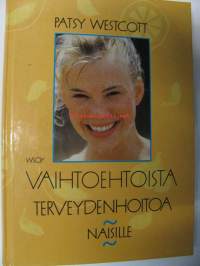 PATSY WESTCOTT
WSOY
VAIHTOEHTOISTA
TERVEYDENHOITOA
NAISILLE